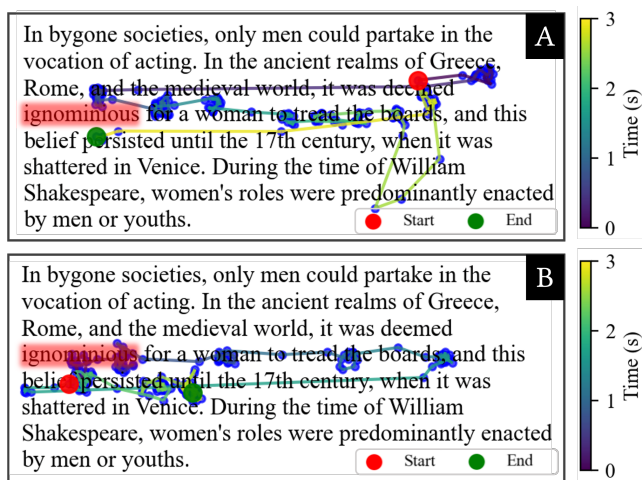 In bygone societies, only men could partake in the
vocation of acting. In the ancient realms of Greece,
Rome, and the medieval world, it was deemed
ignominious for a woman to tread the boards, and this
belief persisted until the 17th century, when it was
shattered in Venice. During the time of William
Shakespeare, women's roles were predominantly enacted
by men or youths.
Start End
A
3
2
1
0
Time (s)
In bygone societies, only men could partake in the
vocation of acting. In the ancient realms of Greece,
Rome, and the medieval world, it was deemed
ignominious for a woman to tread the boards, and this
belief persisted until the 17th century, when it was
shattered in Venice. During the time of William
Shakespeare, women's roles were predominantly enacted
by men or youths.
Start End
B
3
2
1
0
Time (s)